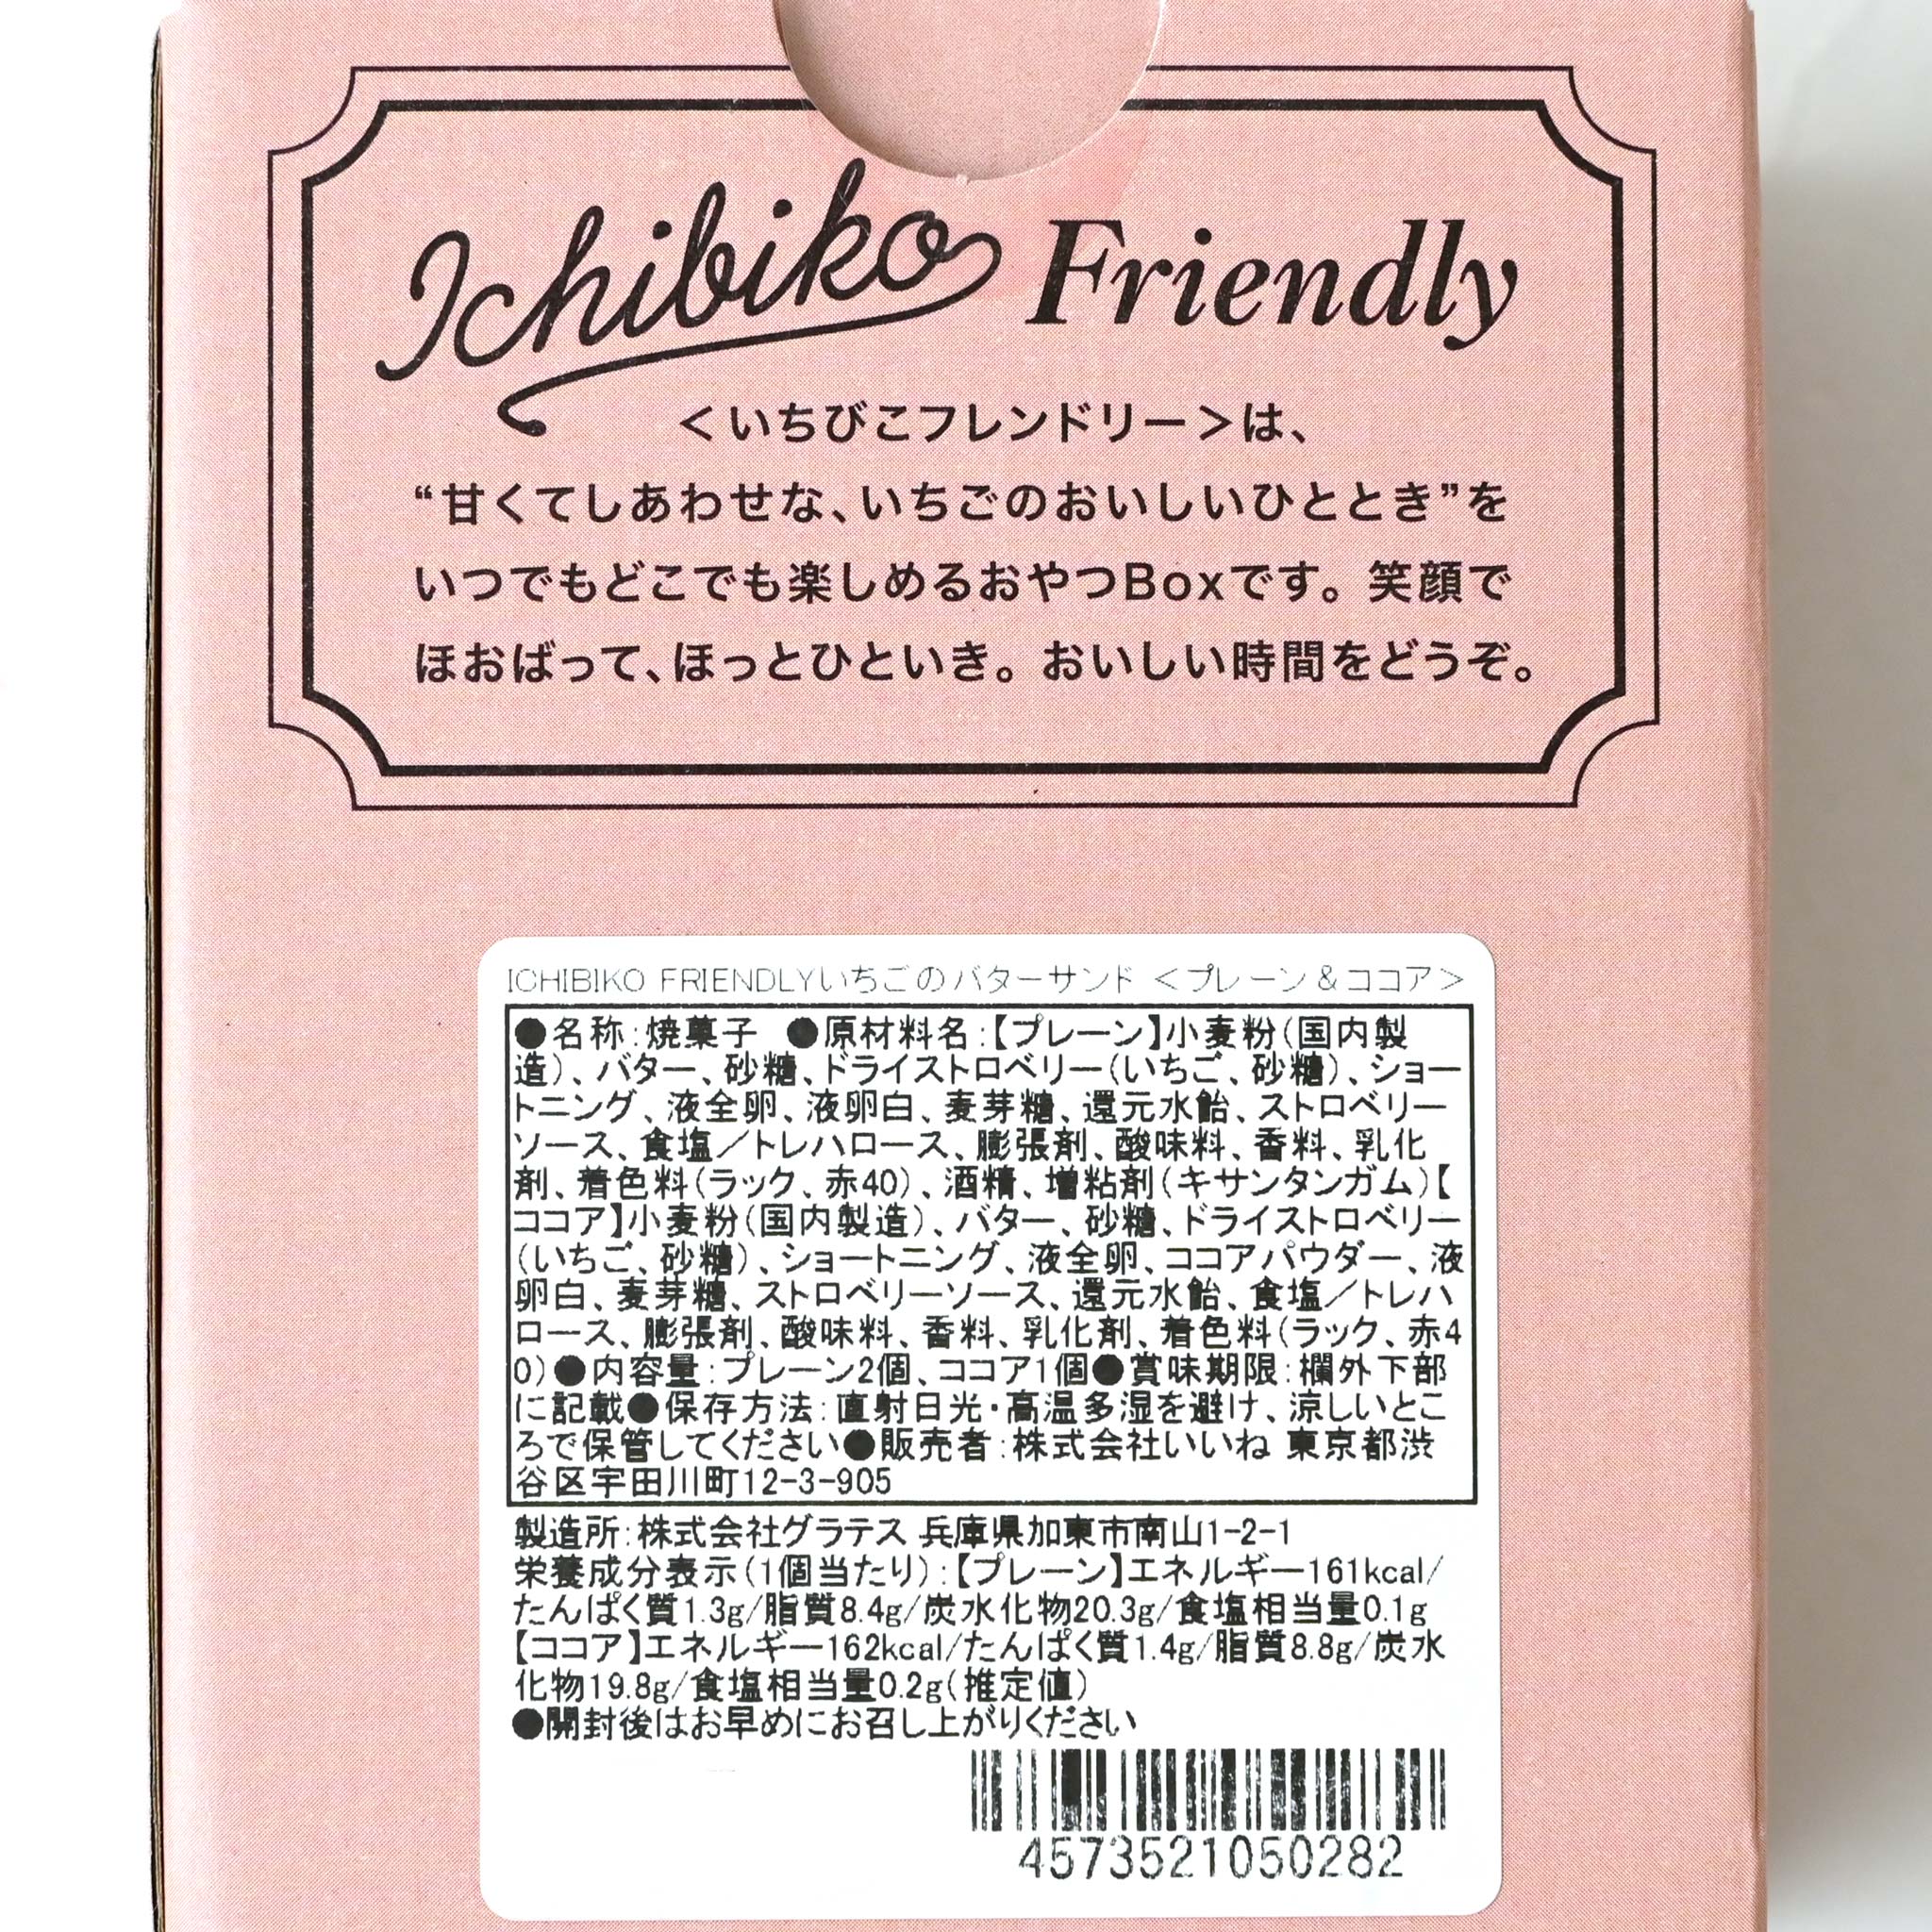 Ichibiko Friendly
＜いちびこフレンドリー＞は、
“甘くてしあわせな、いちごのおいしいひととき”を
いつでもどこでも楽しめるおやつBoxです。笑顔で
ほおばって、ほっとひといき。おいしい時間をどうぞ。
ICHIBIKO FRIENDLYいちごのバターサンド ＜プレーン＆ココア＞
●名称:焼菓子 ●原材料名:【プレーン】小麦粉(国内製
造)、バター、砂糖、ドライストロベリー(いちご、砂糖)、ショー
トニング、液全卵、液卵白、麦芽糖、還元水飴、ストロベリー
ソース、食塩／トレハロース、膨張剤、酸味料、香料、乳化
剤、着色料(ラック、赤40)、酒精、増粘剤(キサンタンガム)【
ココア】小麦粉(国内製造)、バター、砂糖、ドライストロベリー
(いちご、砂糖)、ショートニング、液全卵、ココアパウダー、液
卵白、麦芽糖、ストロベリーソース、還元水飴、食塩／トレハ
ロース、膨張剤、酸味料、香料、乳化剤、着色料(ラック、赤4
0)●内容量:プレーン2個、ココア1個●賞味期限:欄外下部
に記載●保存方法:直射日光・高温多湿を避け、涼しいとこ
ろで保管してください●販売者:株式会社いいね 東京都渋
谷区宇田川町12-3-905
製造所:株式会社グラテス 兵庫県加東市南山1-2-1
栄養成分表示(1個当たり):【プレーン】エネルギー161kcal/
たんぱく質1.3g/脂質8.4g/炭水化物20.3g/食塩相当量0.1g
【ココア】エネルギー162kcal/たんぱく質1.4g/脂質8.8g/炭水
化物19.8g/食塩相当量0.2g(推定値)
●開封後はお早めにお召し上がりください
4573521050282